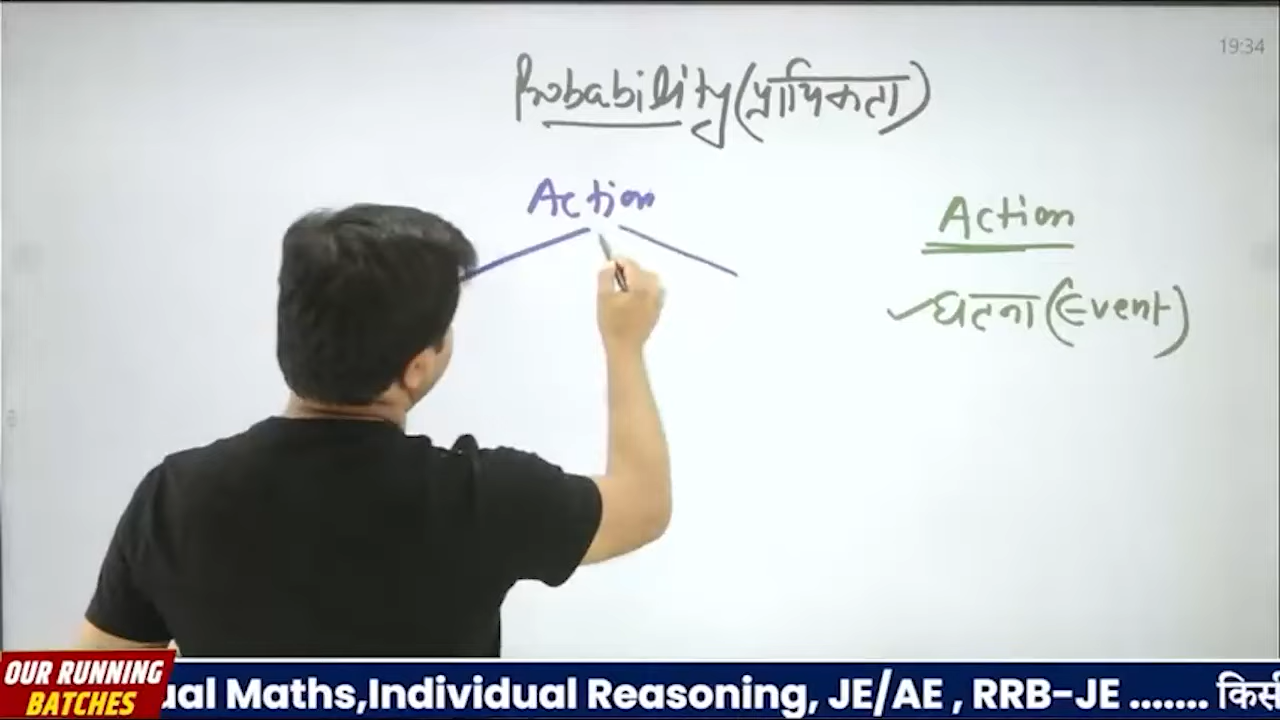 19:34
Probability (प्रायिकता)
Action
Action
घटना (Event)
OUR RUNNING
BATCHES
ual Maths,Individual Reasoning, JE/AE , RRB-JE ....... किसी